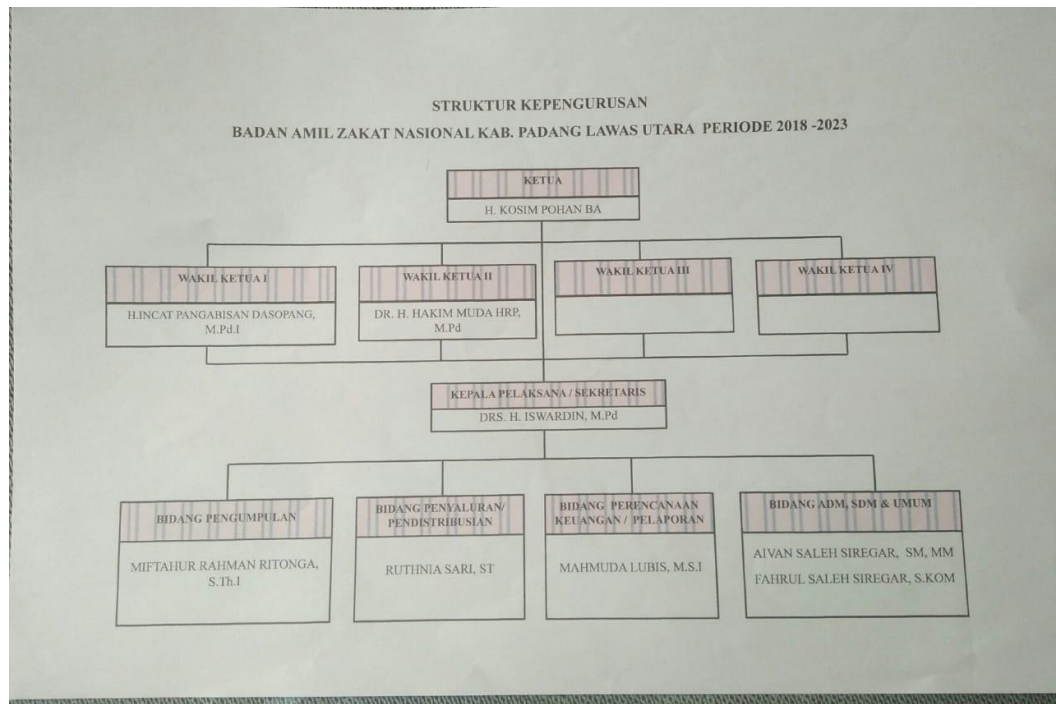 STRUKTUR KEPENGURUSAN
BADAN AMIL ZAKAT NASIONAL KAB. PADANG LAWAS UTARA PERIODE 2018 -2023
KETUA
H. KOSIM POHAN BA
WAKIL KETUA I
H.INCAT PANGABISAN DASOPANG,
M.Pd.I
WAKIL KETUA II
DR. H. HAKIM MUDA HRP,
M.Pd
WAKIL KETUA III
WAKIL KETUA IV
KEPALA PELAKSANA / SEKRETARIS
DRS. H. ISWARDIN, M.Pd
BIDANG PENGUMPULAN
MIFTAHUR RAHMAN RITONGA,
S.Th.I
BIDANG PENYALURAN/
PENDISTRIBUSIAN
RUTHNIA SARI, ST
BIDANG PERENCANAAN
KEUANGAN / PELAPORAN
MAHMUDA LUBIS, M.S.I
BIDANG ADM, SDM & UMUM
AIVAN SALEH SIREGAR, SM, MM
FAHRUL SALEH SIREGAR, S.KOM